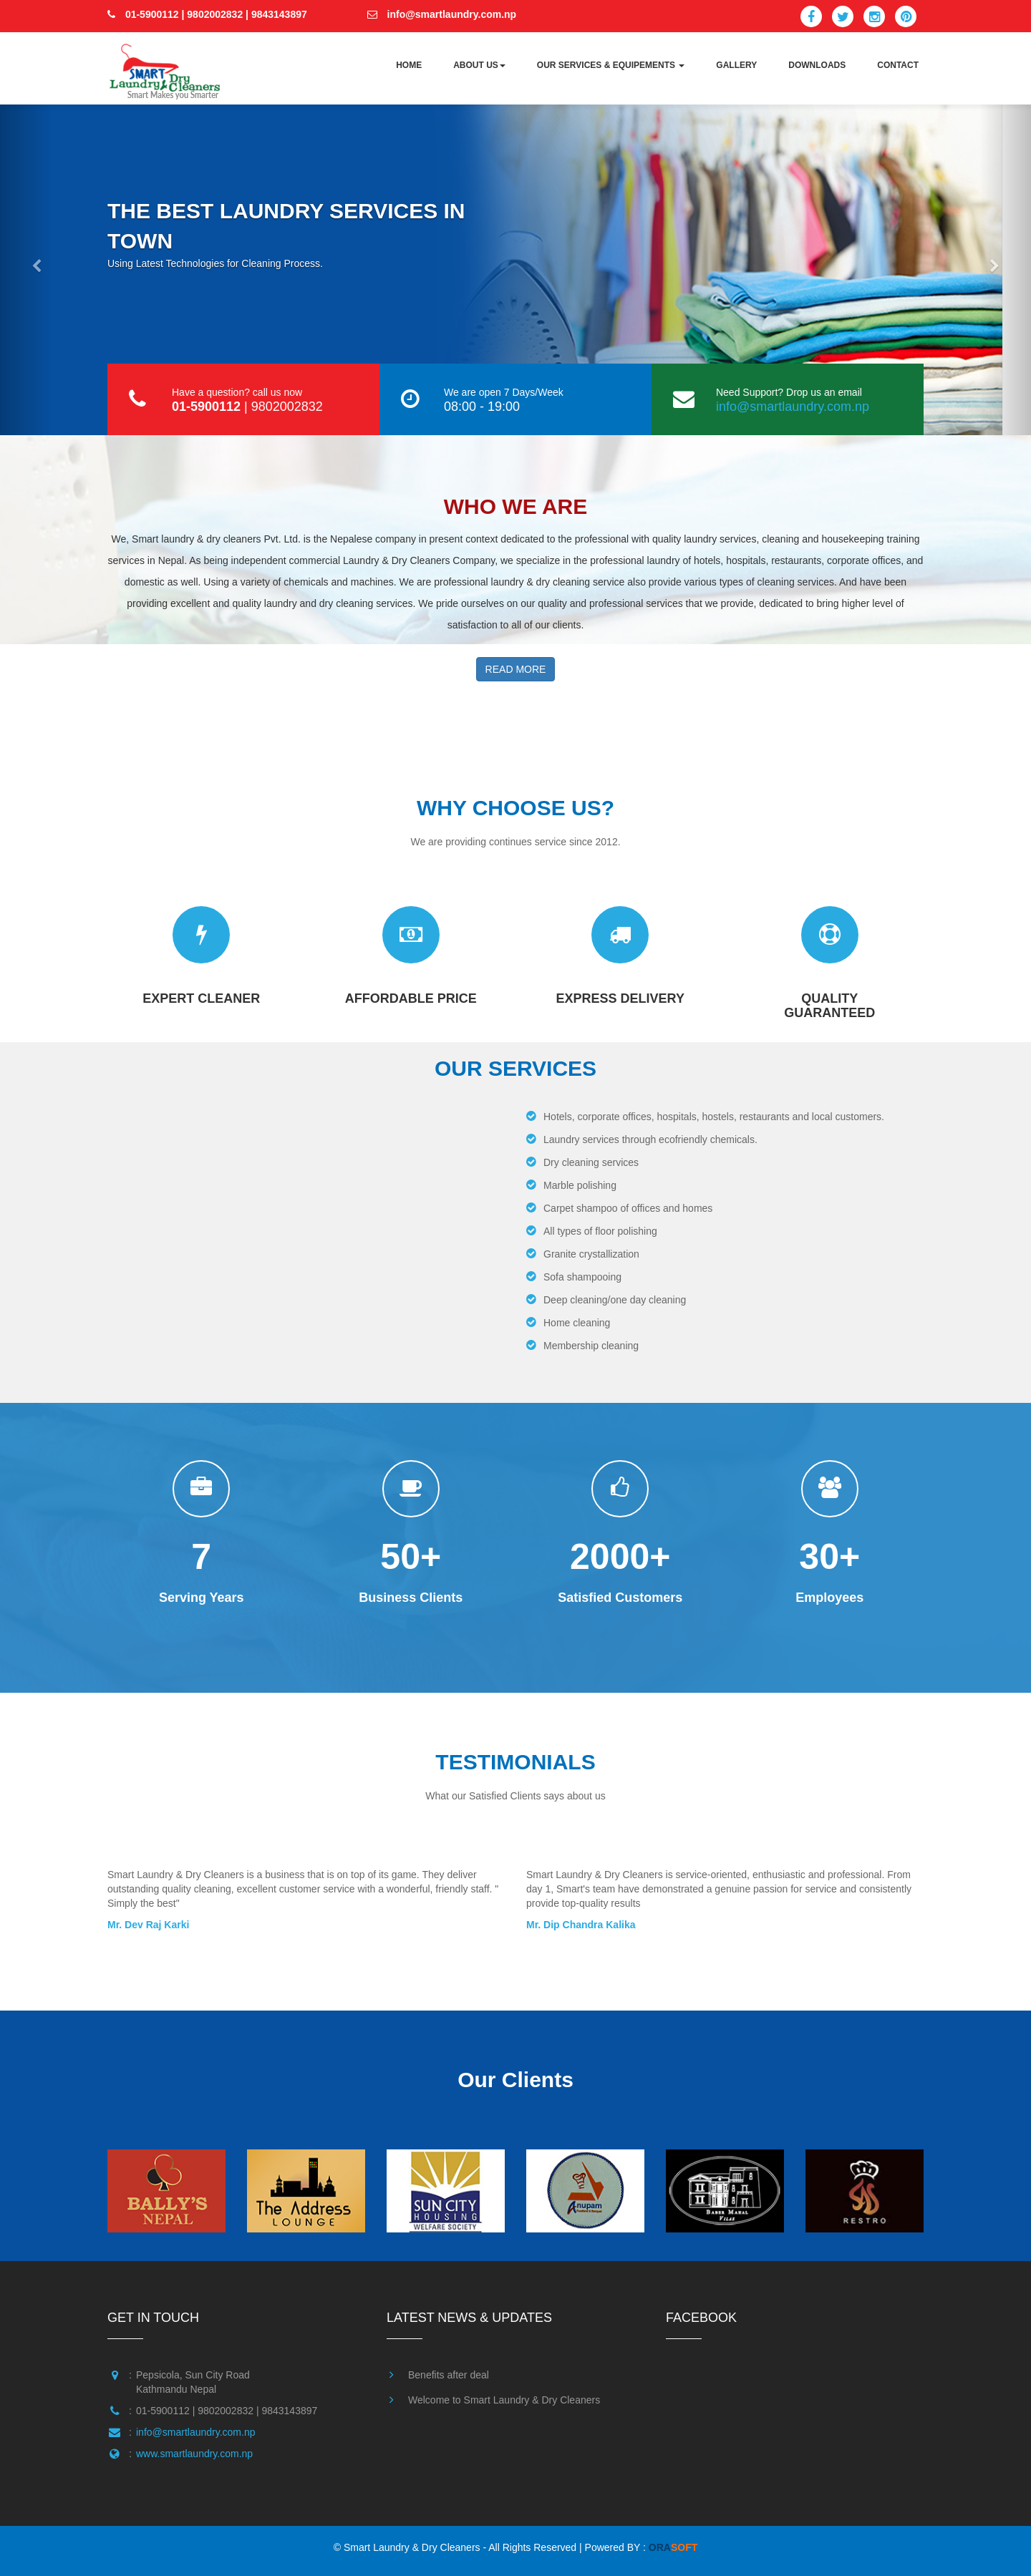 01-5900112 | 9802002832 | 9843143897
info@smartlaundry.com.np
SMART
Laundry & Dry Cleaners
Smart Makes you Smarter
HOME
ABOUT US
OUR SERVICES & EQUIPEMENTS
GALLERY
DOWNLOADS
CONTACT
THE BEST LAUNDRY SERVICES IN
TOWN
Using Latest Technologies for Cleaning Process.
Have a question? call us now
01-5900112 | 9802002832
We are open 7 Days/Week
08:00 - 19:00
Need Support? Drop us an email
info@smartlaundry.com.np
WHO WE ARE
We, Smart laundry & dry cleaners Pvt. Ltd. is the Nepalese company in present context dedicated to the professional with quality laundry services, cleaning and housekeeping training
services in Nepal. As being independent commercial Laundry & Dry Cleaners Company, we specialize in the professional laundry of hotels, hospitals, restaurants, corporate offices, and
domestic as well. Using a variety of chemicals and machines. We are professional laundry & dry cleaning service also provide various types of cleaning services. And have been
providing excellent and quality laundry and dry cleaning services. We pride ourselves on our quality and professional services that we provide, dedicated to bring higher level of
satisfaction to all of our clients.
READ MORE
WHY CHOOSE US?
We are providing continues service since 2012.
EXPERT CLEANER
AFFORDABLE PRICE
EXPRESS DELIVERY
QUALITY
GUARANTEED
OUR SERVICES
Hotels, corporate offices, hospitals, hostels, restaurants and local customers.
Laundry services through ecofriendly chemicals.
Dry cleaning services
Marble polishing
Carpet shampoo of offices and homes
All types of floor polishing
Granite crystallization
Sofa shampooing
Deep cleaning/one day cleaning
Home cleaning
Membership cleaning
7
Serving Years
50+
Business Clients
2000+
Satisfied Customers
30+
Employees
TESTIMONIALS
What our Satisfied Clients says about us
Smart Laundry & Dry Cleaners is a business that is on top of its game. They deliver
outstanding quality cleaning, excellent customer service with a wonderful, friendly staff. "
Simply the best"
Mr. Dev Raj Karki
Smart Laundry & Dry Cleaners is service-oriented, enthusiastic and professional. From
day 1, Smart's team have demonstrated a genuine passion for service and consistently
provide top-quality results
Mr. Dip Chandra Kalika
Our Clients
BALLY'S
NEPAL
The Address
LOUNGE
SUN CITY
HOUSING
WELFARE SOCIETY
Anupam
BABER MAHAL
Vilas
RESTRO
GET IN TOUCH
: Pepsicola, Sun City Road
Kathmandu Nepal
: 01-5900112 | 9802002832 | 9843143897
: info@smartlaundry.com.np
: www.smartlaundry.com.np
LATEST NEWS & UPDATES
Benefits after deal
Welcome to Smart Laundry & Dry Cleaners
FACEBOOK
© Smart Laundry & Dry Cleaners - All Rights Reserved | Powered BY : ORASOFT